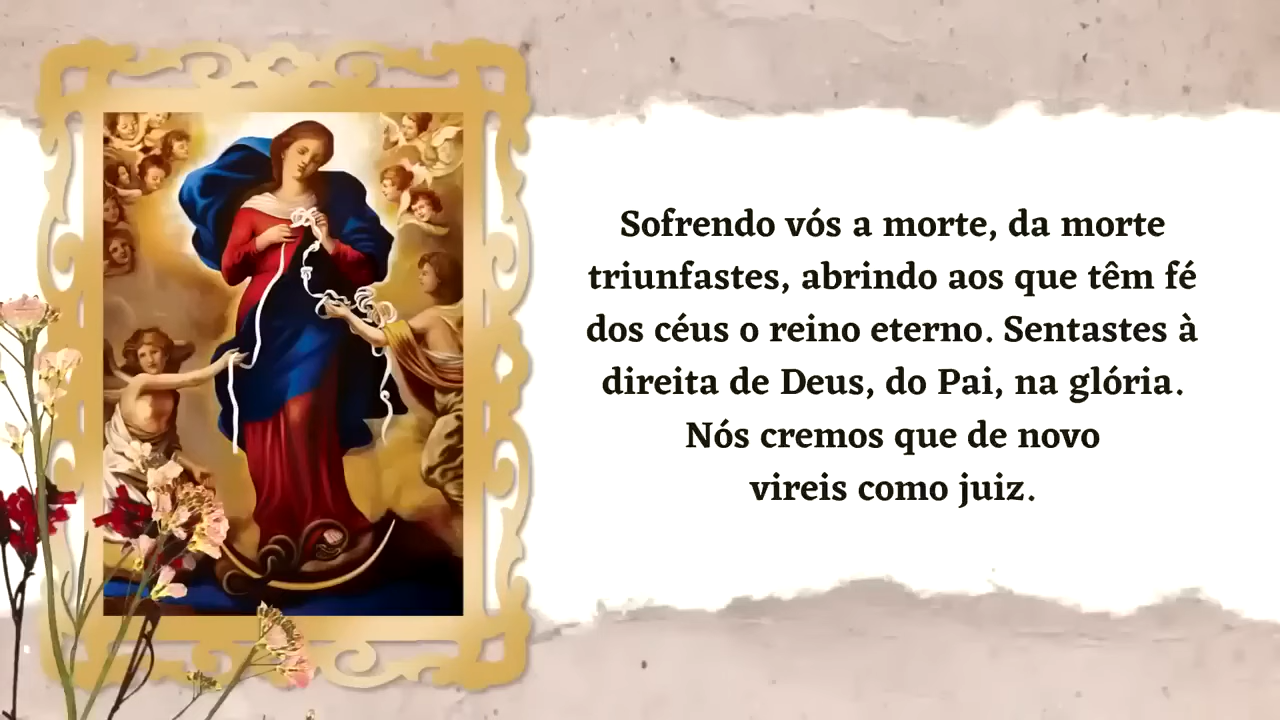 Sofrendo vós a morte, da morte
triunfastes, abrindo aos que têm fé
dos céus o reino eterno. Sentastes à
direita de Deus, do Pai, na glória.
Nós cremos que de novo
vireis como juiz.